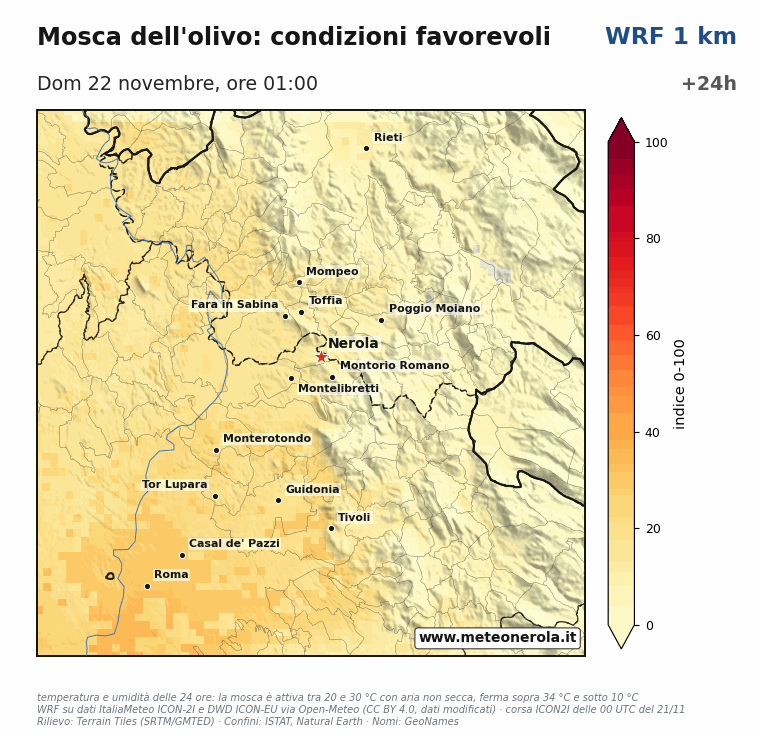 Mosca dell'olivo: condizioni favorevoli
WRF 1 km
Dom 22 novembre, ore 01:00
+24h
Rieti
Mompeo
Toffia
Fara in Sabina
Poggio Moiano
Nerola
Montorio Romano
Montelibretti
Monterotondo
Tor Lupara
Guidonia
Tivoli
Casal de' Pazzi
Roma
www.meteonerola.it
100
80
60
40
20
0
indice 0-100
temperatura e umidità delle 24 ore: la mosca è attiva tra 20 e 30 °C con aria non secca, ferma sopra 34 °C e sotto 10 °C
WRF su dati ItaliaMeteo ICON-2I e DWD ICON-EU via Open-Meteo (CC BY 4.0, dati modificati) · corsa ICON2I delle 00 UTC del 21/11
Rilievo: Terrain Tiles (SRTM/GMTED) · Confini: ISTAT, Natural Earth · Nomi: GeoNames